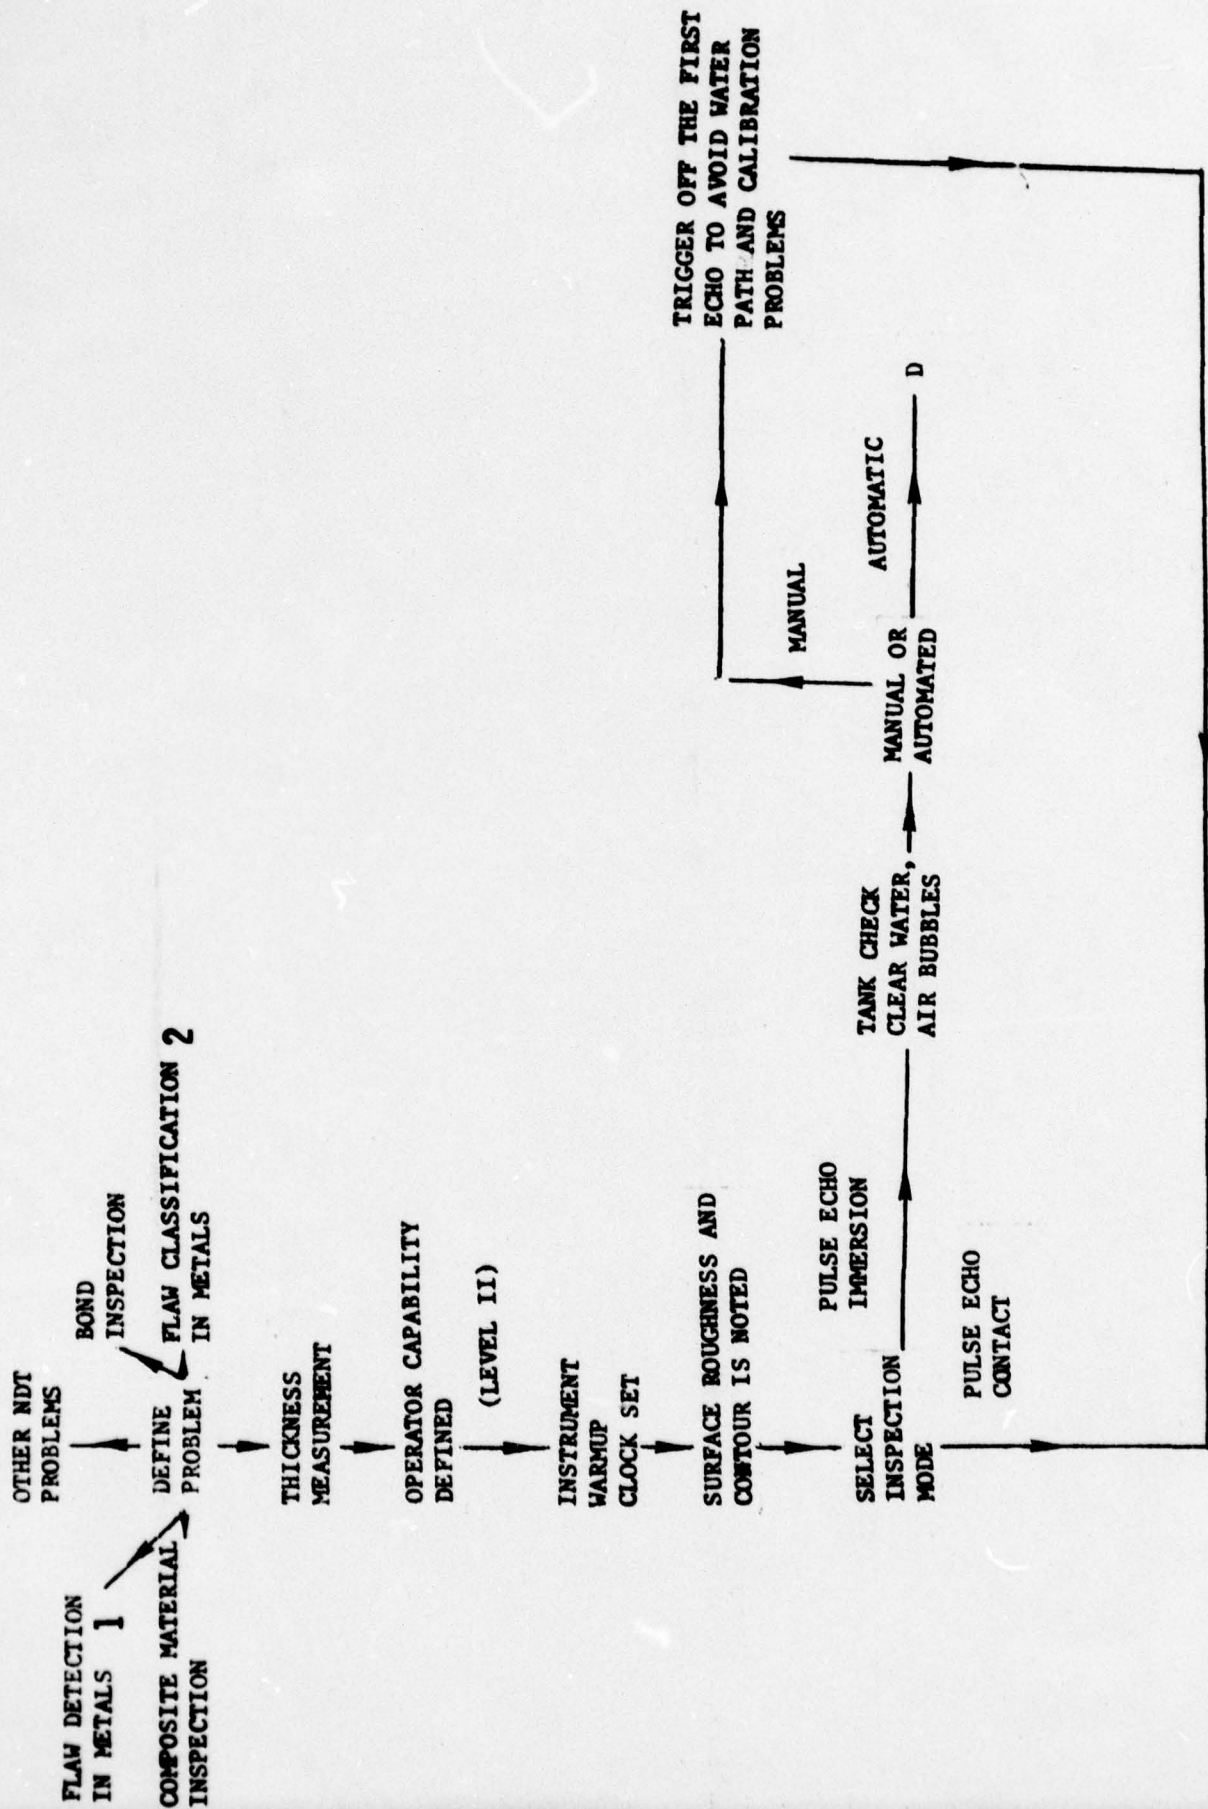 OTHER NDT
PROBLEMS
FLAW DETECTION
IN METALS 1
BOND
INSPECTION
COMPOSITE MATERIAL
INSPECTION
DEFINE
PROBLEM
FLAW CLASSIFICATION 2
IN METALS
THICKNESS
MEASUREMENT
OPERATOR CAPABILITY
DEFINED
(LEVEL II)
INSTRUMENT
WARMUP
CLOCK SET
SURFACE ROUGHNESS AND
CONTOUR IS NOTED
SELECT
INSPECTION
MODE
PULSE ECHO
IMMERSION
PULSE ECHO
CONTACT
TANK CHECK
CLEAR WATER,
AIR BUBBLES
MANUAL OR
AUTOMATED
MANUAL
AUTOMATIC
D
TRIGGER OFF THE FIRST
ECHO TO AVOID WATER
PATH AND CALIBRATION
PROBLEMS